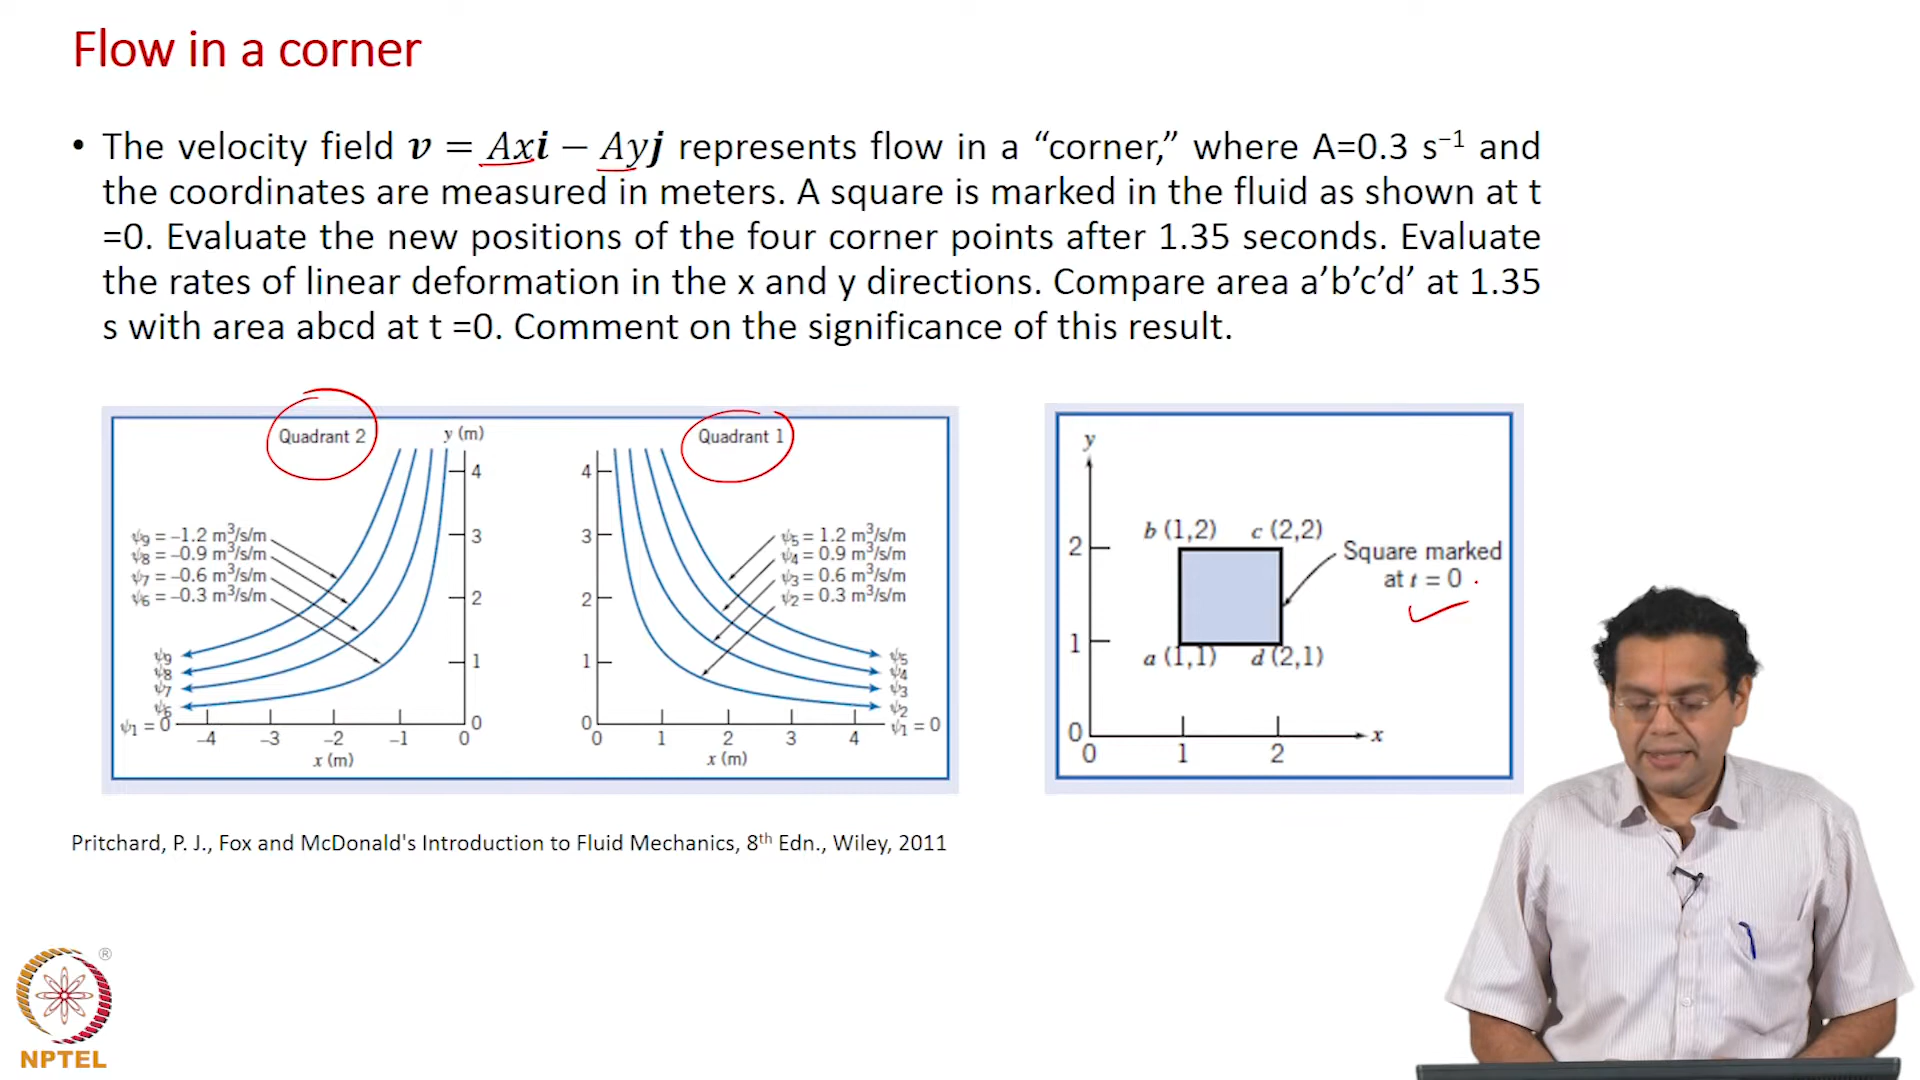 Flow in a corner
• The velocity field v = Axi − Ayj represents flow in a “corner,” where A=0.3 s⁻¹ and
the coordinates are measured in meters. A square is marked in the fluid as shown at t
=0. Evaluate the new positions of the four corner points after 1.35 seconds. Evaluate
the rates of linear deformation in the x and y directions. Compare area a’b’c’d’ at 1.35
s with area abcd at t =0. Comment on the significance of this result.
Quadrant 2
y (m)
4
3
2
1
0
ψ9 = −1.2 m³/s/m
ψ8 = −0.9 m³/s/m
ψ7 = −0.6 m³/s/m
ψ6 = −0.3 m³/s/m
ψ9
ψ8
ψ7
ψ6
ψ1 = 0
−4 −3 −2 −1 0
x (m)
Quadrant 1
4
3
2
1
0
ψ5 = 1.2 m³/s/m
ψ4 = 0.9 m³/s/m
ψ3 = 0.6 m³/s/m
ψ2 = 0.3 m³/s/m
ψ5
ψ4
ψ3
ψ2
ψ1 = 0
0 1 2 3 4
x (m)
y
b (1,2) c (2,2)
2
Square marked
at t = 0
1
a (1,1) d (2,1)
0
x
0 1 2
Pritchard, P. J., Fox and McDonald's Introduction to Fluid Mechanics, 8th Edn., Wiley, 2011
®
NPTEL